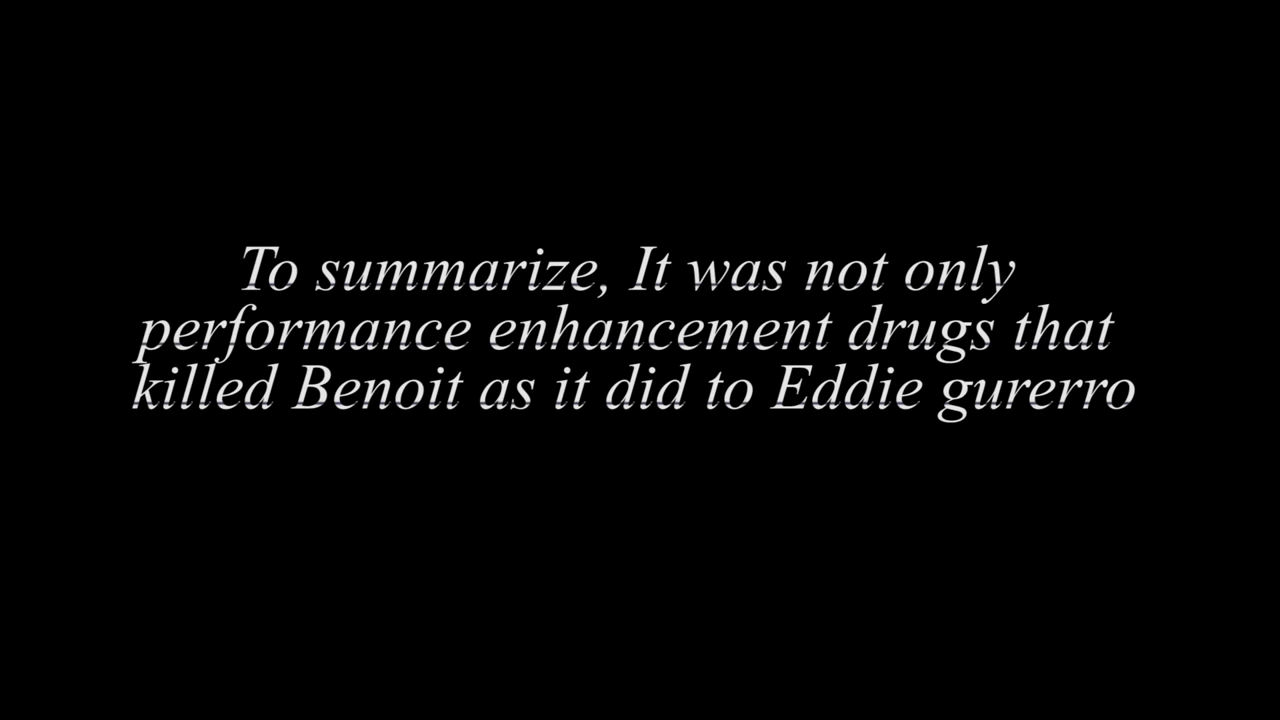 To summarize, It was not only
performance enhancement drugs that
killed Benoit as it did to Eddie gurerro